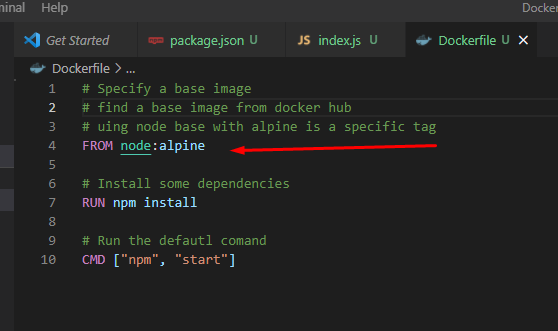 minal Help Docker
Get Started package.json U index.js U Dockerfile U
Dockerfile > ...
1 # Specify a base image
2 # find a base image from docker hub
3 # uing node base with alpine is a specific tag
4 FROM node:alpine
5
6 # Install some dependencies
7 RUN npm install
8
9 # Run the defautl comand
10 CMD ["npm", "start"]